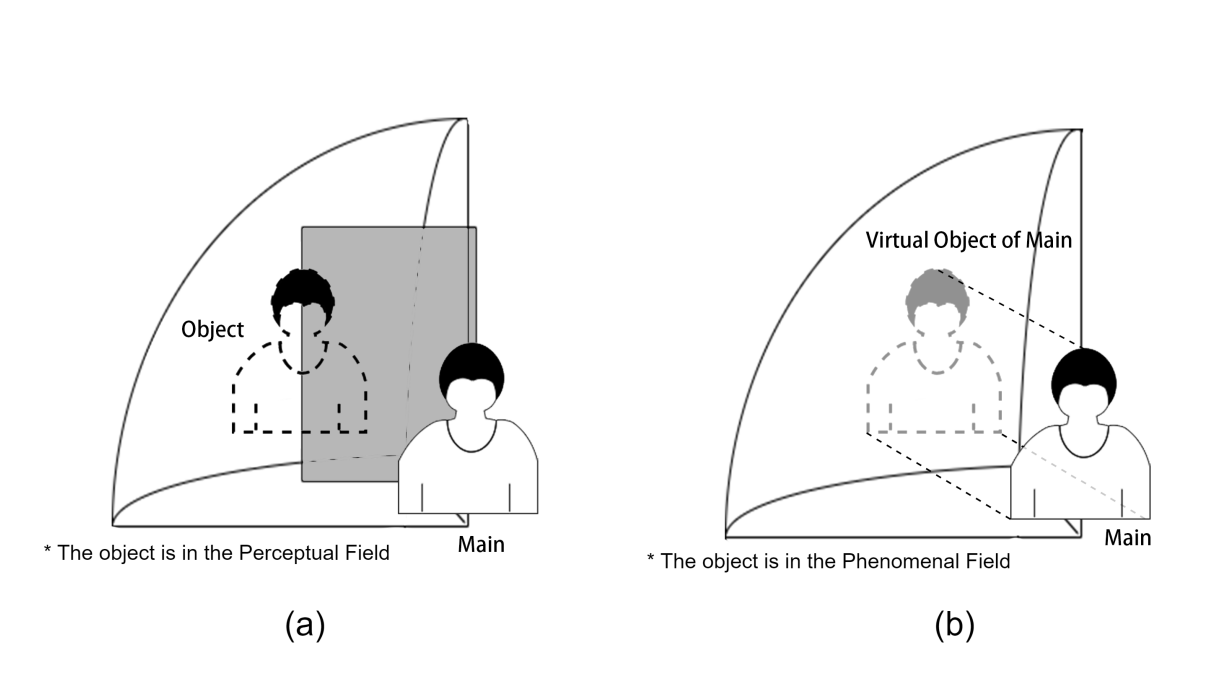 Object
* The object is in the Perceptual Field
Main
(a)
Virtual Object of Main
Main
* The object is in the Phenomenal Field
(b)